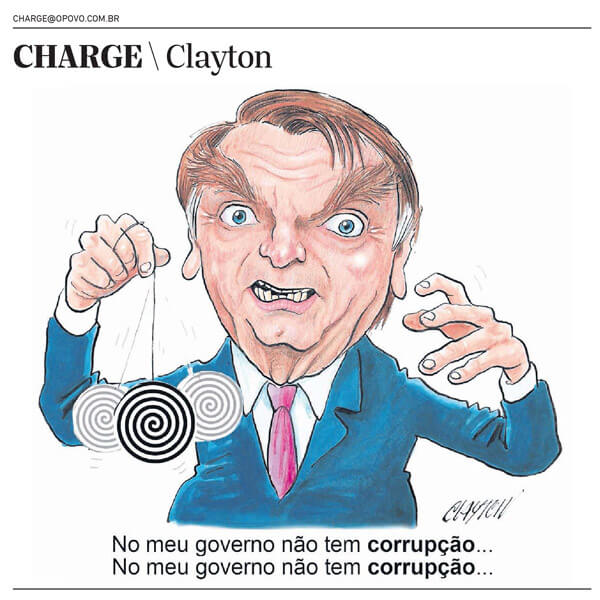 CHARGE@OPOVO.COM.BR
CHARGE \ Clayton
CLAYTON
No meu governo não tem corrupção...
No meu governo não tem corrupção...